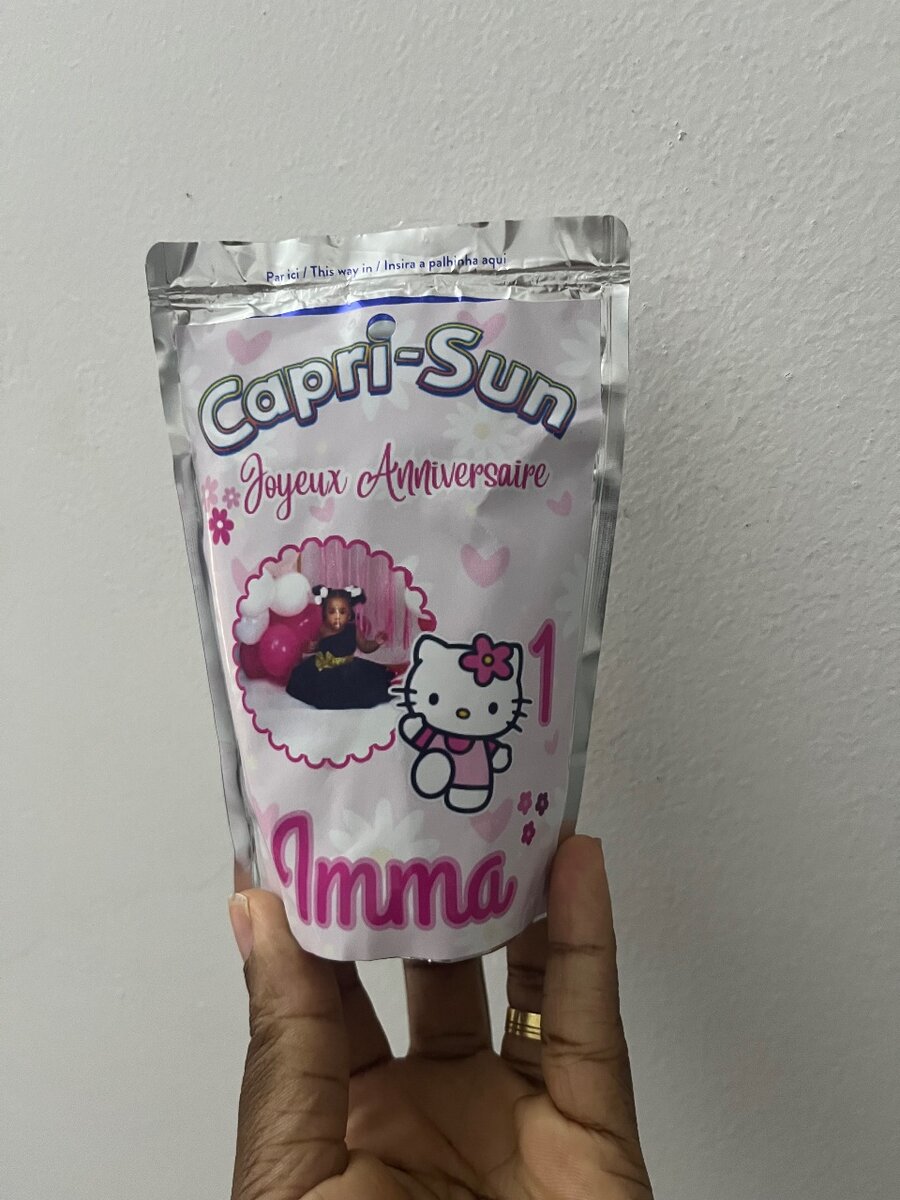 Par ici / This way in / Insira a palhinha aqui
Capri-Sun
Joyeux Anniversaire
1
Imma